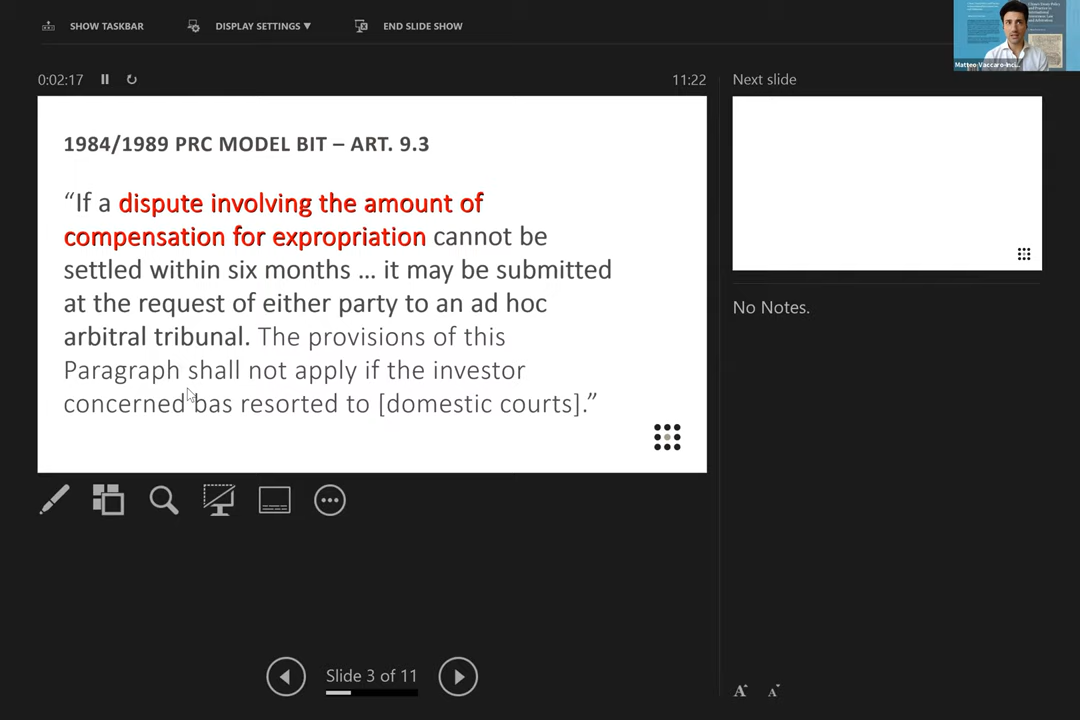 SHOW TASKBAR
DISPLAY SETTINGS ▼
END SLIDE SHOW
Matteo Vaccaro-Inci...
0:02:17
11:22
Next slide
1984/1989 PRC MODEL BIT – ART. 9.3
“If a dispute involving the amount of
compensation for expropriation cannot be
settled within six months ... it may be submitted
at the request of either party to an ad hoc
arbitral tribunal. The provisions of this
Paragraph shall not apply if the investor
concerned bas resorted to [domestic courts].”
No Notes.
Slide 3 of 11
A A